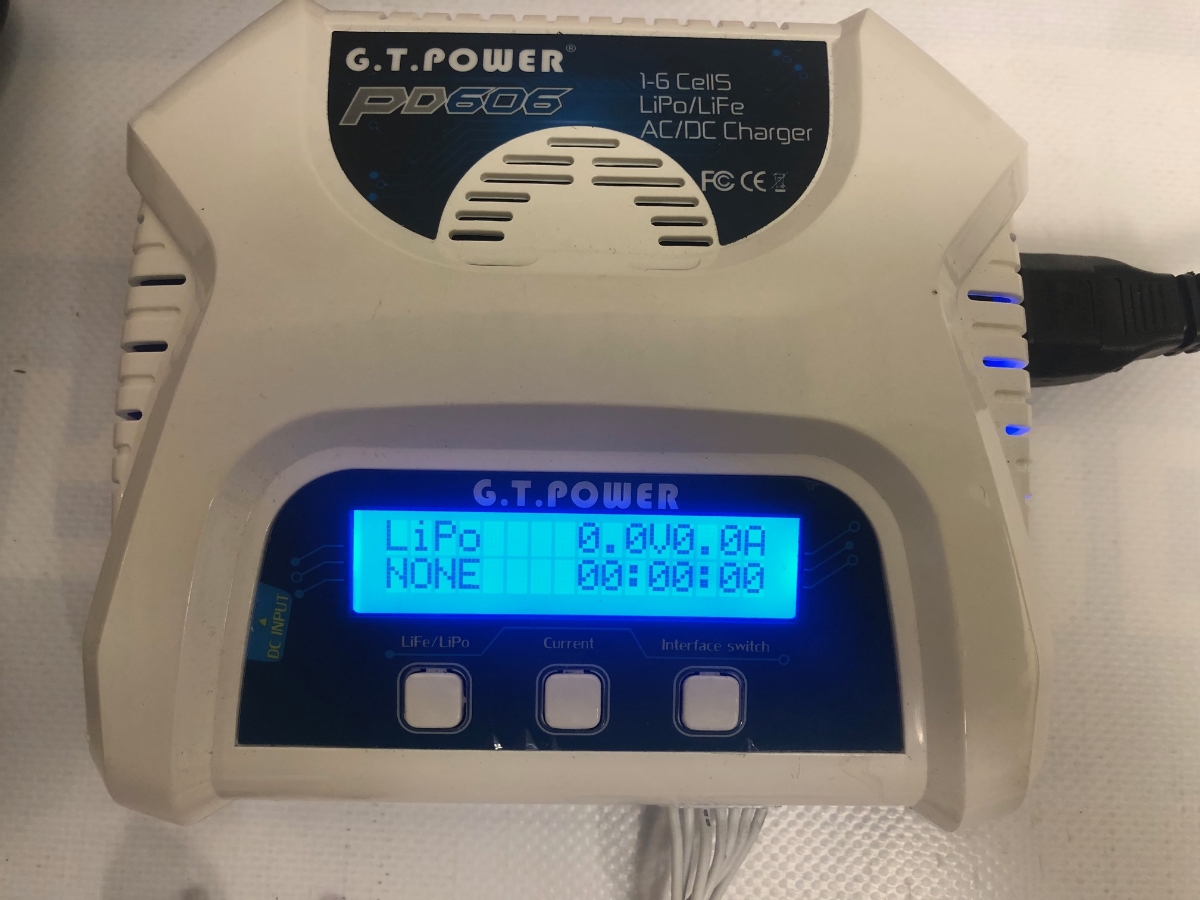 G.T.POWER®
PD606
1-6 Cells
LiPo/LiFe
AC/DC Charger
FC CE
G.T.POWER
LiPo 0.0V0.0A
NONE 00:00:00
DC INPUT
LiFe/LiPo
Current
Interface switch